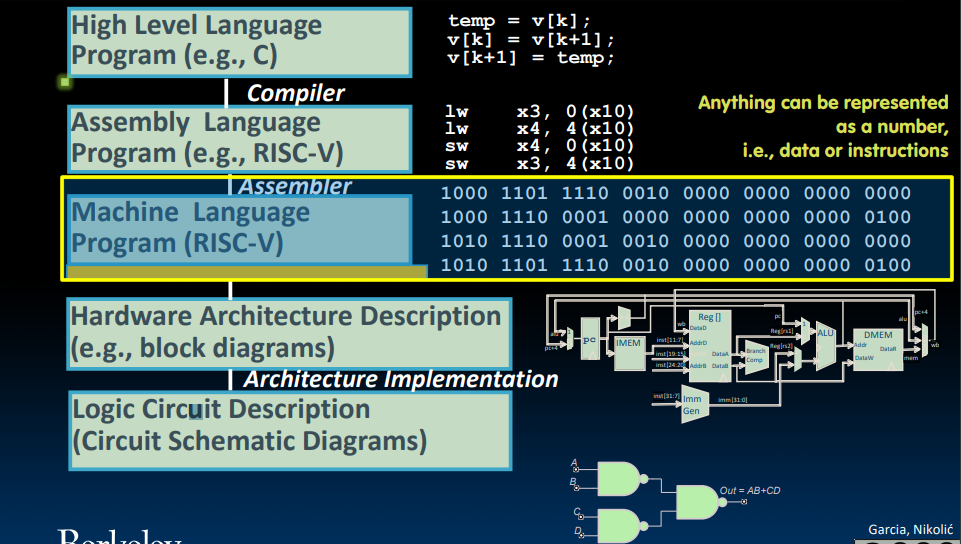 High Level Language
Program (e.g., C)
temp = v[k];
v[k] = v[k+1];
v[k+1] = temp;
Compiler
Assembly Language
Program (e.g., RISC-V)
lw x3, 0(x10)
lw x4, 4(x10)
sw x4, 0(x10)
sw x3, 4(x10)
Anything can be represented
as a number,
i.e., data or instructions
Assembler
Machine Language
Program (RISC-V)
1000 1101 1110 0010 0000 0000 0000 0000
1000 1110 0001 0000 0000 0000 0000 0100
1010 1110 0001 0010 0000 0000 0000 0000
1010 1101 1110 0010 0000 0000 0000 0100
Hardware Architecture Description
(e.g., block diagrams)
alu
pc+4
pc
IMEM
inst[11:7]
inst[19:15]
inst[24:20]
wb
Reg []
DataD
AddrD
DataA
AddrB
DataB
Branch
Comp
pc
Reg[rs1]
Reg[rs2]
ALU
DMEM
Addr
DataR
DataW
alu
pc+4
mem
wb
inst[31:7]
Imm
Gen
imm[31:0]
Architecture Implementation
Logic Circuit Description
(Circuit Schematic Diagrams)
A
B
C
D
Out = AB+CD
Berkeley
Garcia, Nikolić